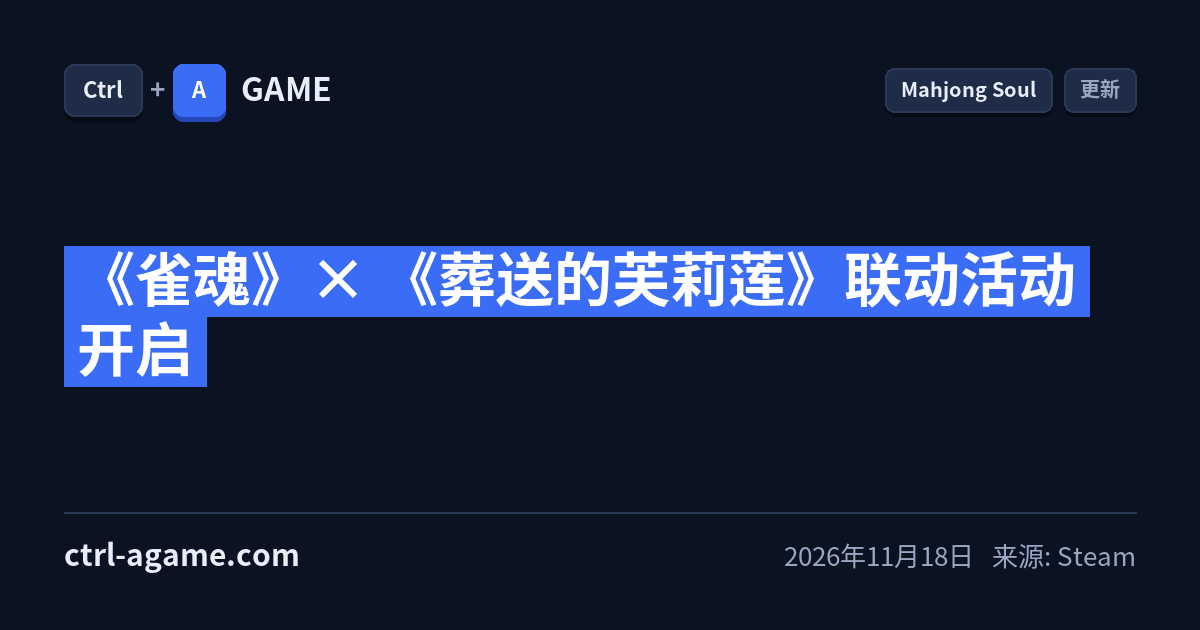 Ctrl + A GAME
Mahjong Soul 更新
《雀魂》× 《葬送的芙莉莲》联动活动
开启
ctrl-agame.com
2026年11月18日 来源: Steam